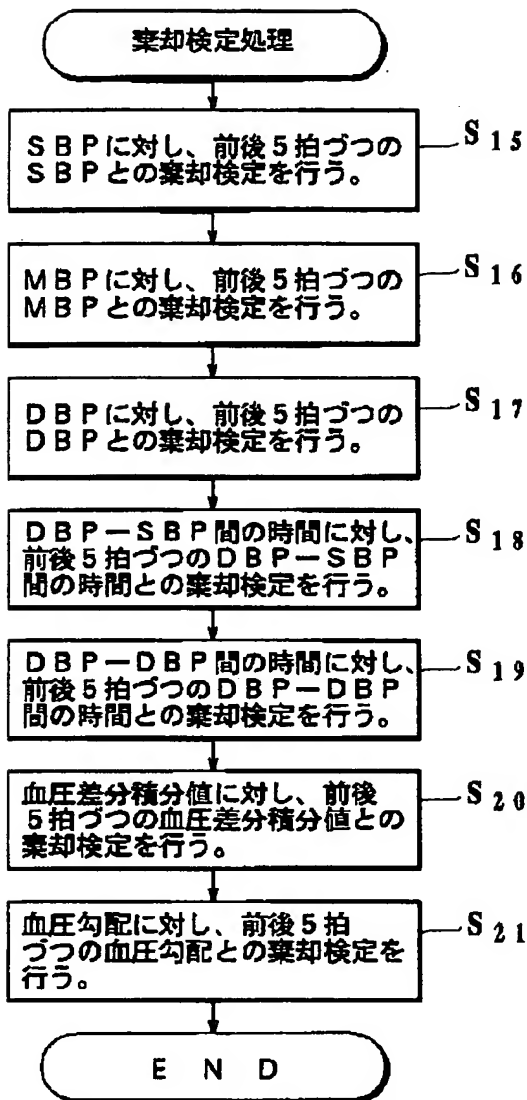 棄却検定処理
SBPに対し、前後5拍づつの
SBPとの棄却検定を行う。
S15
MBPに対し、前後5拍づつの
MBPとの棄却検定を行う。
S16
DBPに対し、前後5拍づつの
DBPとの棄却検定を行う。
S17
DBP－SBP間の時間に対し、
前後5拍づつのDBP－SBP
間の時間との棄却検定を行う。
S18
DBP－DBP間の時間に対し、
前後5拍づつのDBP－DBP
間の時間との棄却検定を行う。
S19
血圧差分積分値に対し、前後
5拍づつの血圧差分積分値との
棄却検定を行う。
S20
血圧勾配に対し、前後5拍
づつの血圧勾配との棄却検定を
行う。
S21
END